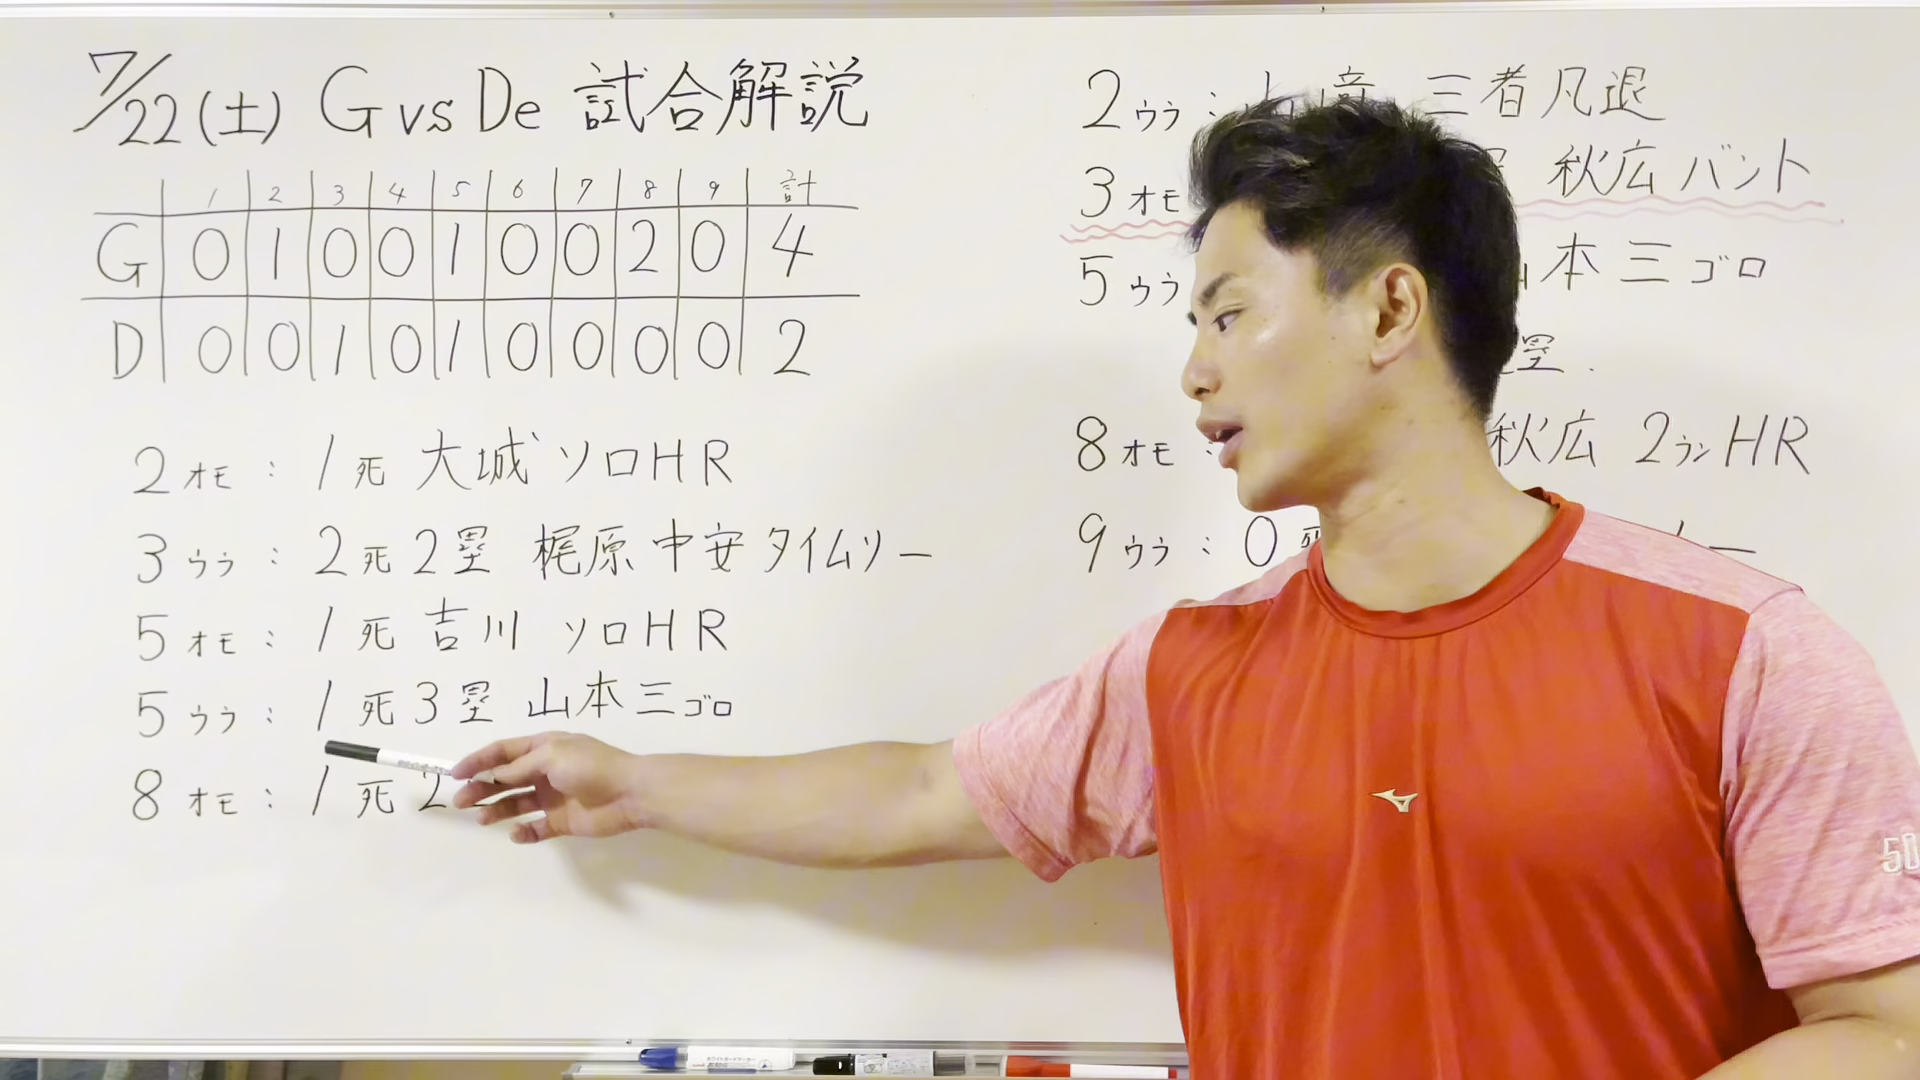 7/22(土) G vs De 試合解説
1 2 3 4 5 6 7 8 9 計
G 0 1 0 0 1 0 0 2 0 4
D 0 0 1 0 1 0 0 0 0 2
2オモ: 1死 大城 ソロHR
3ウラ: 2死2塁 梶原 中安 タイムリー
5オモ: 1死 吉川 ソロHR
5ウラ: 1死3塁 山本 三ゴロ
8オモ: 1死2
2ウラ: 三者凡退
3オモ 秋広 バント
5ウラ 本 三ゴロ
塁.
8オモ: 秋広 2ランHR
9ウラ: 0死 ー
50